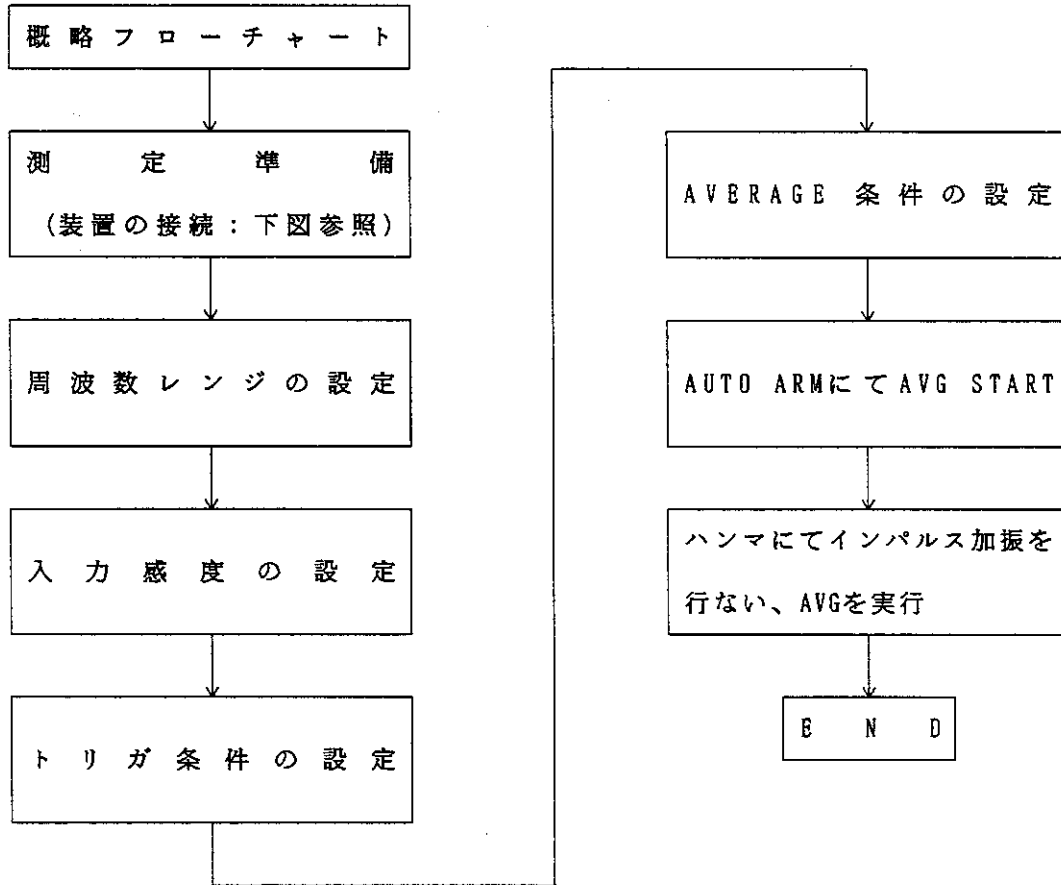 概略フローチャート
測定準備
(装置の接続:下図参照)
周波数レンジの設定
入力感度の設定
トリガ条件の設定
AVERAGE 条件の設定
AUTO ARMにてAVG START
ハンマにてインパルス加振を
行ない、AVGを実行
END